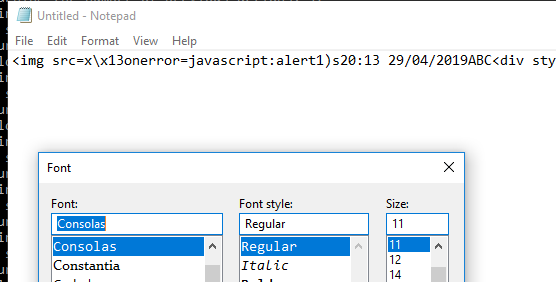 Untitled - Notepad
File Edit Format View Help
<img src=x\x13onerror=javascript:alert1)s20:13 29/04/2019ABC<div sty
Font
Font: Font style: Size:
Consolas Regular 11
Consolas Regular 11
Constantia Italic 12
14